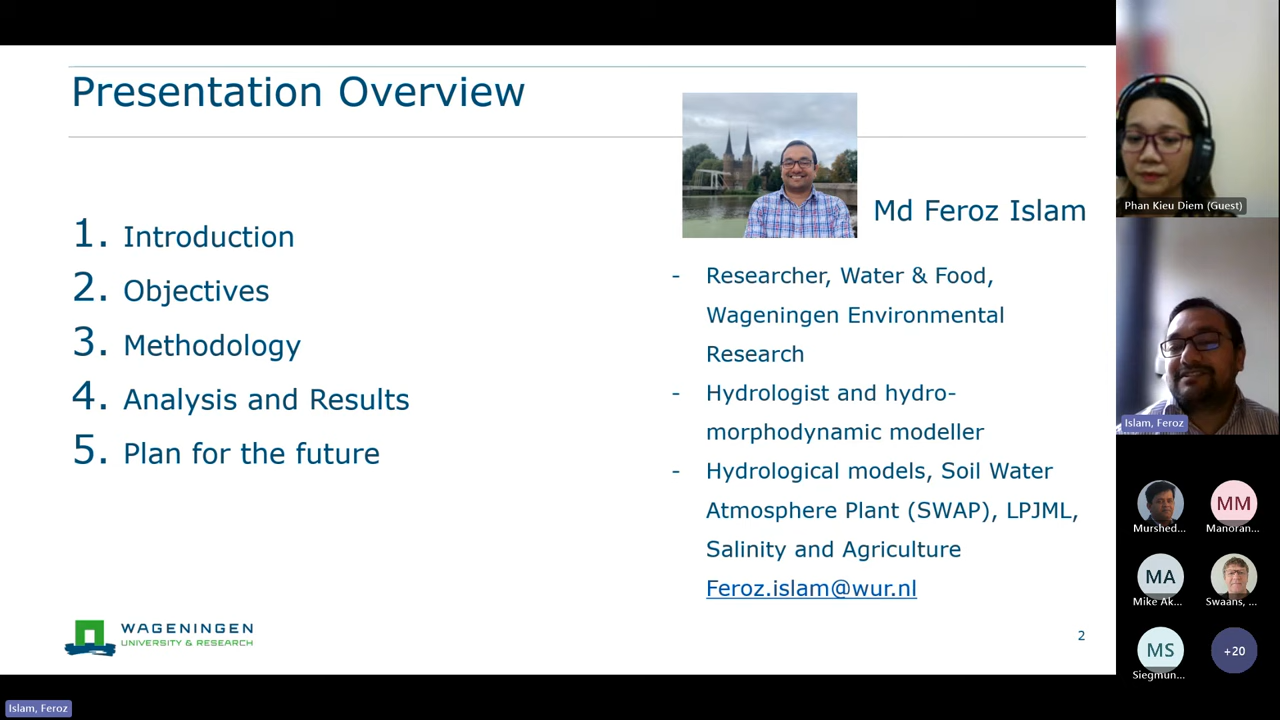 Presentation Overview
1. Introduction
2. Objectives
3. Methodology
4. Analysis and Results
5. Plan for the future
Md Feroz Islam
- Researcher, Water & Food,
Wageningen Environmental
Research
- Hydrologist and hydro-
morphodynamic modeller
- Hydrological models, Soil Water
Atmosphere Plant (SWAP), LPJML,
Salinity and Agriculture
Feroz.islam@wur.nl
WAGENINGEN
UNIVERSITY & RESEARCH
2
Phan Kieu Diem (Guest)
Islam, Feroz
Murshed...
MM
Manoran...
MA
Mike Ak...
Swaans, ...
MS
Siegmun...
+20
Islam, Feroz